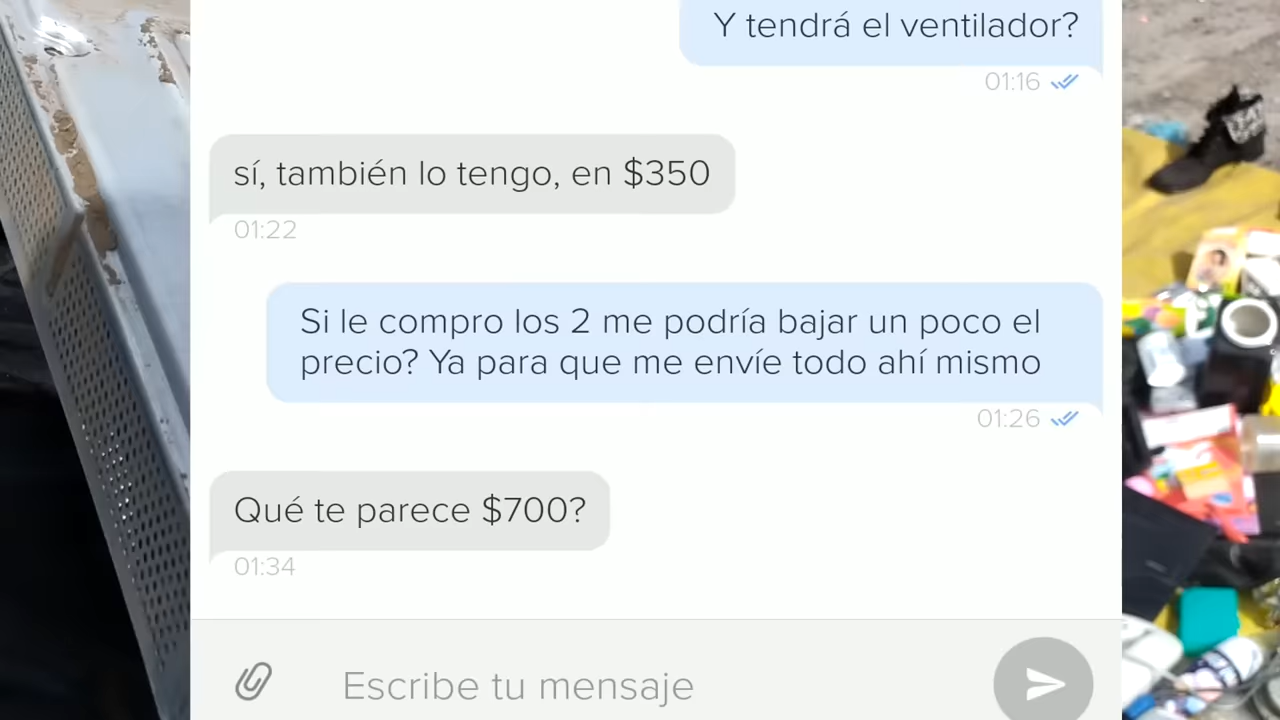 Y tendrá el ventilador?
01:16
sí, también lo tengo, en $350
01:22
Si le compro los 2 me podría bajar un poco el
precio? Ya para que me envíe todo ahí mismo
01:26
Qué te parece $700?
01:34
Escribe tu mensaje